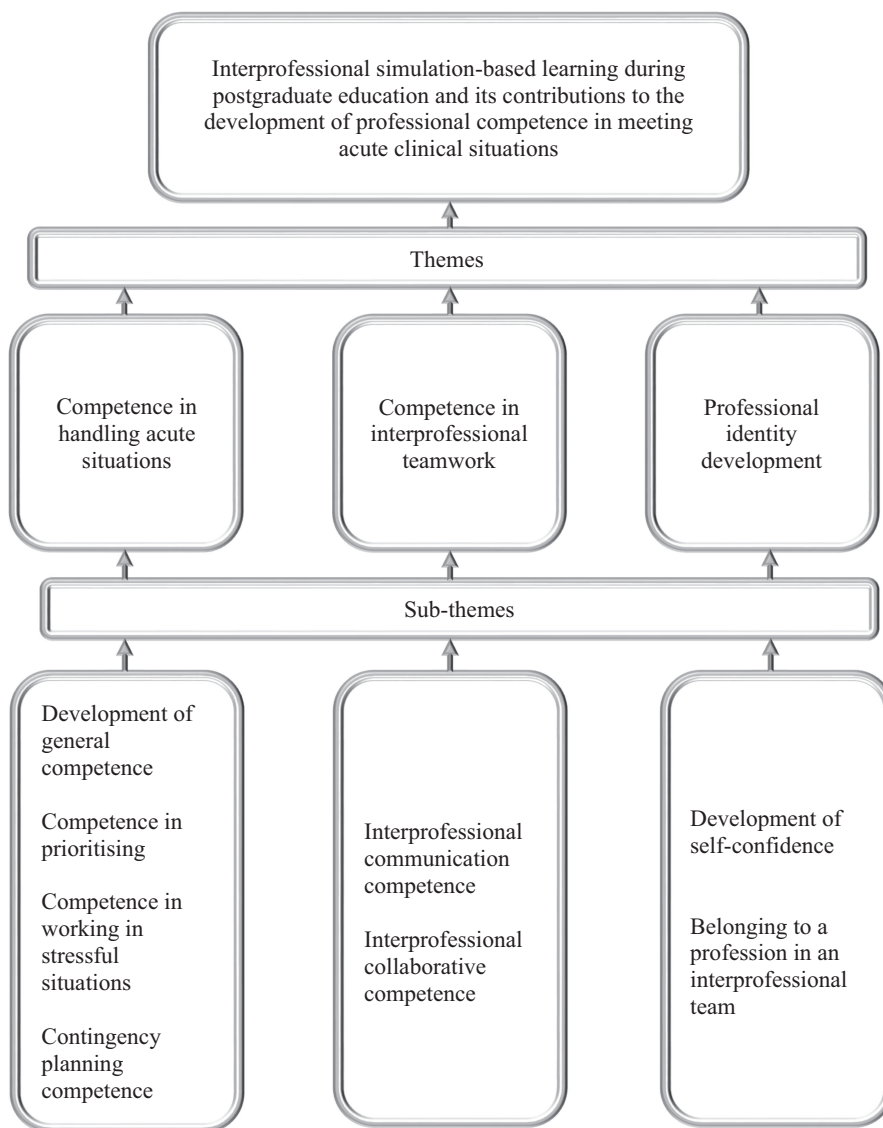 Interprofessional simulation-based learning during
postgraduate education and its contributions to the
development of professional competence in meeting
acute clinical situations
Themes
Competence in
handling acute
situations
Competence in
interprofessional
teamwork
Professional
identity
development
Sub-themes
Development of
general
competence
Competence in
prioritising
Competence in
working in
stressful
situations
Contingency
planning
competence
Interprofessional
communication
competence
Interprofessional
collaborative
competence
Development of
self-confidence
Belonging to a
profession in an
interprofessional
team